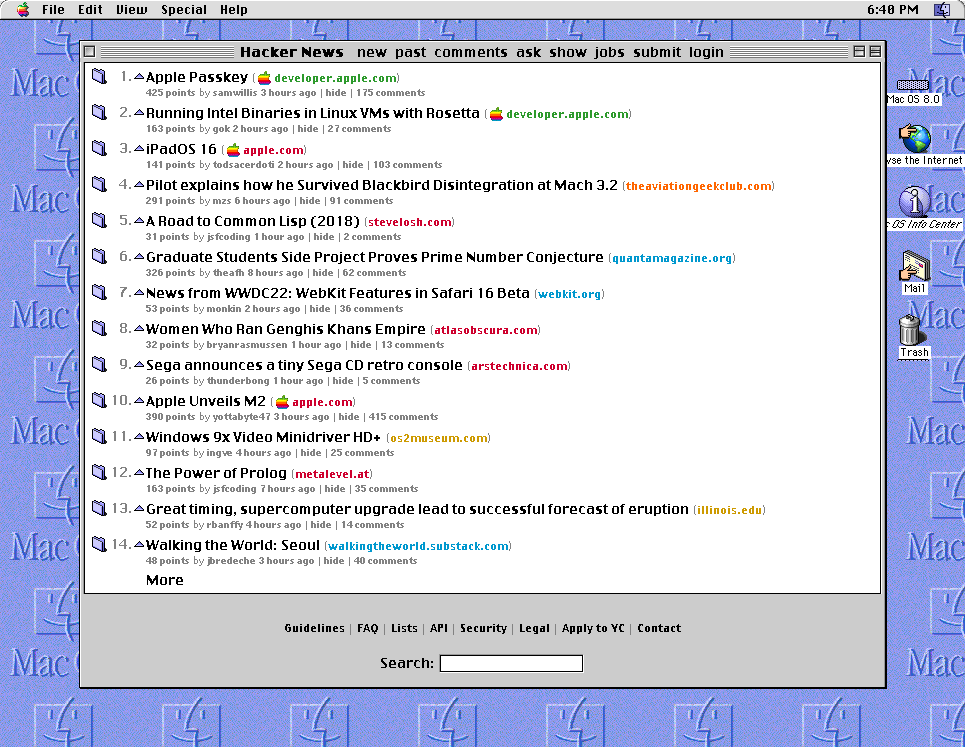 File Edit View Special Help 6:40 PM
Hacker News new past comments ask show jobs submit login
1. Apple Passkey (developer.apple.com)
425 points by samwillis 3 hours ago | hide | 175 comments
2. Running Intel Binaries in Linux VMs with Rosetta (developer.apple.com)
163 points by gok 2 hours ago | hide | 27 comments
3. iPadOS 16 (apple.com)
141 points by todsacerdoti 2 hours ago | hide | 103 comments
4. Pilot explains how he Survived Blackbird Disintegration at Mach 3.2 (theaviationgeekclub.com)
291 points by mzs 6 hours ago | hide | 91 comments
5. A Road to Common Lisp (2018) (stevelosh.com)
31 points by jsfcoding 1 hour ago | hide | 2 comments
6. Graduate Students Side Project Proves Prime Number Conjecture (quantamagazine.org)
326 points by theafh 8 hours ago | hide | 62 comments
7. News from WWDC22: WebKit Features in Safari 16 Beta (webkit.org)
53 points by monkin 2 hours ago | hide | 36 comments
8. Women Who Ran Genghis Khans Empire (atlasobscura.com)
32 points by bryanrasmussen 1 hour ago | hide | 13 comments
9. Sega announces a tiny Sega CD retro console (arstechnica.com)
26 points by thunderbong 1 hour ago | hide | 5 comments
10. Apple Unveils M2 (apple.com)
390 points by yottabyte47 3 hours ago | hide | 415 comments
11. Windows 9x Video Minidriver HD+ (os2museum.com)
97 points by ingve 4 hours ago | hide | 25 comments
12. The Power of Prolog (metalevel.at)
163 points by jsfcoding 7 hours ago | hide | 35 comments
13. Great timing, supercomputer upgrade lead to successful forecast of eruption (illinois.edu)
52 points by rbanffy 4 hours ago | hide | 14 comments
14. Walking the World: Seoul (walkingtheworld.substack.com)
48 points by jbredeche 3 hours ago | hide | 40 comments
More
Guidelines | FAQ | Lists | API | Security | Legal | Apply to YC | Contact
Search:
Mac OS 8.0
vse the Internet
c OS Info Center
Mail
Trash
Mac
Mac
Mac
Mac
Mac
Mac